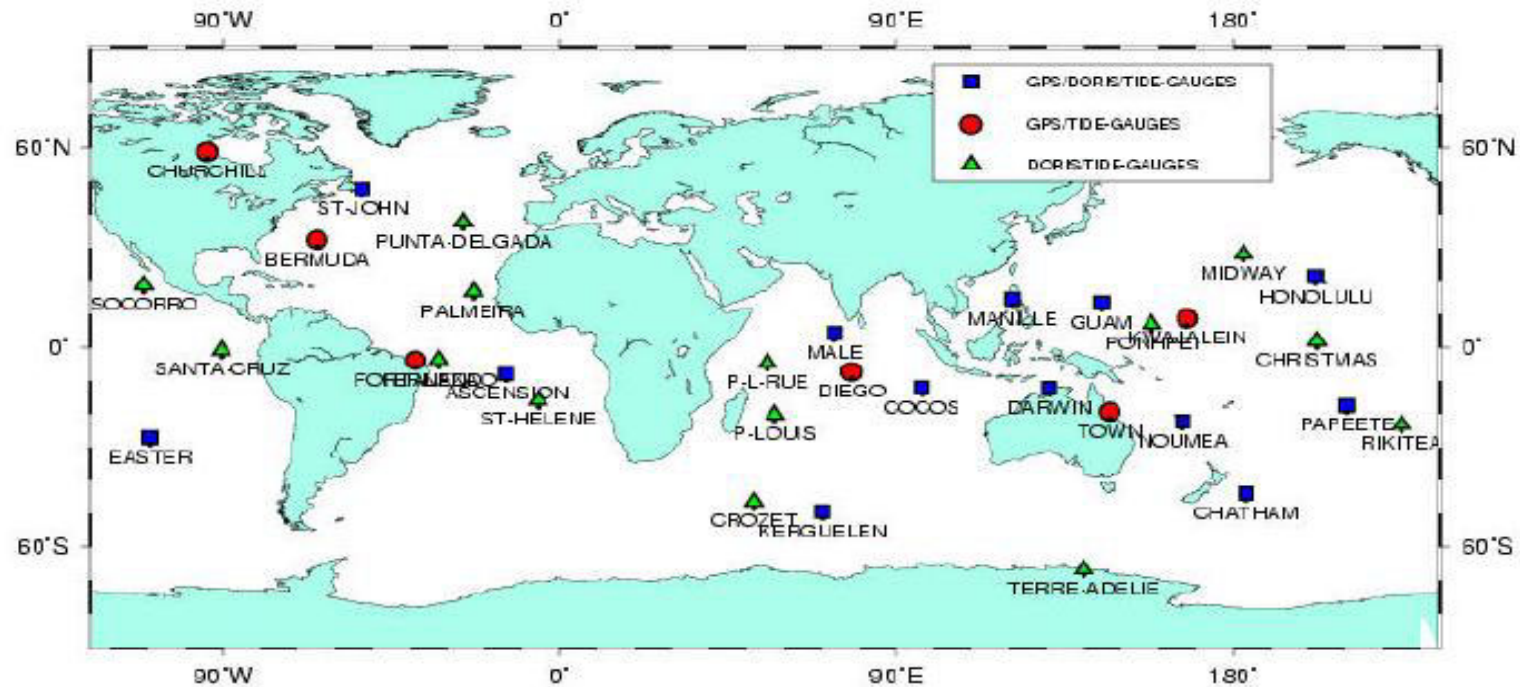 90°W 0° 90°E 180°
GPS/DORIS/TIDE-GAUGES
GPS/TIDE-GAUGES
DORIS/TIDE-GAUGES
60°N 60°N
CHURCHILL
ST-JOHN
PUNTA-DELGADA
BERMUDA
MIDWAY
HONOLULU
SOCORRO
PALMEIRA
MANILLE
GUAM
KWAJALEIN
PONHPEI
MALE
0° 0°
CHRISTMAS
SANTA-CRUZ
ASCENSION
P-L-RUE
DIEGO
COCOS
DARWIN
ST-HELENE
P-LOUIS
TOWN
NOUMEA
PAPEETE
RIKITEA
EASTER
CROZET
KERGUELEN
CHATHAM
60°S 60°S
TERRE-ADELIE
90°W 0° 90°E 180°